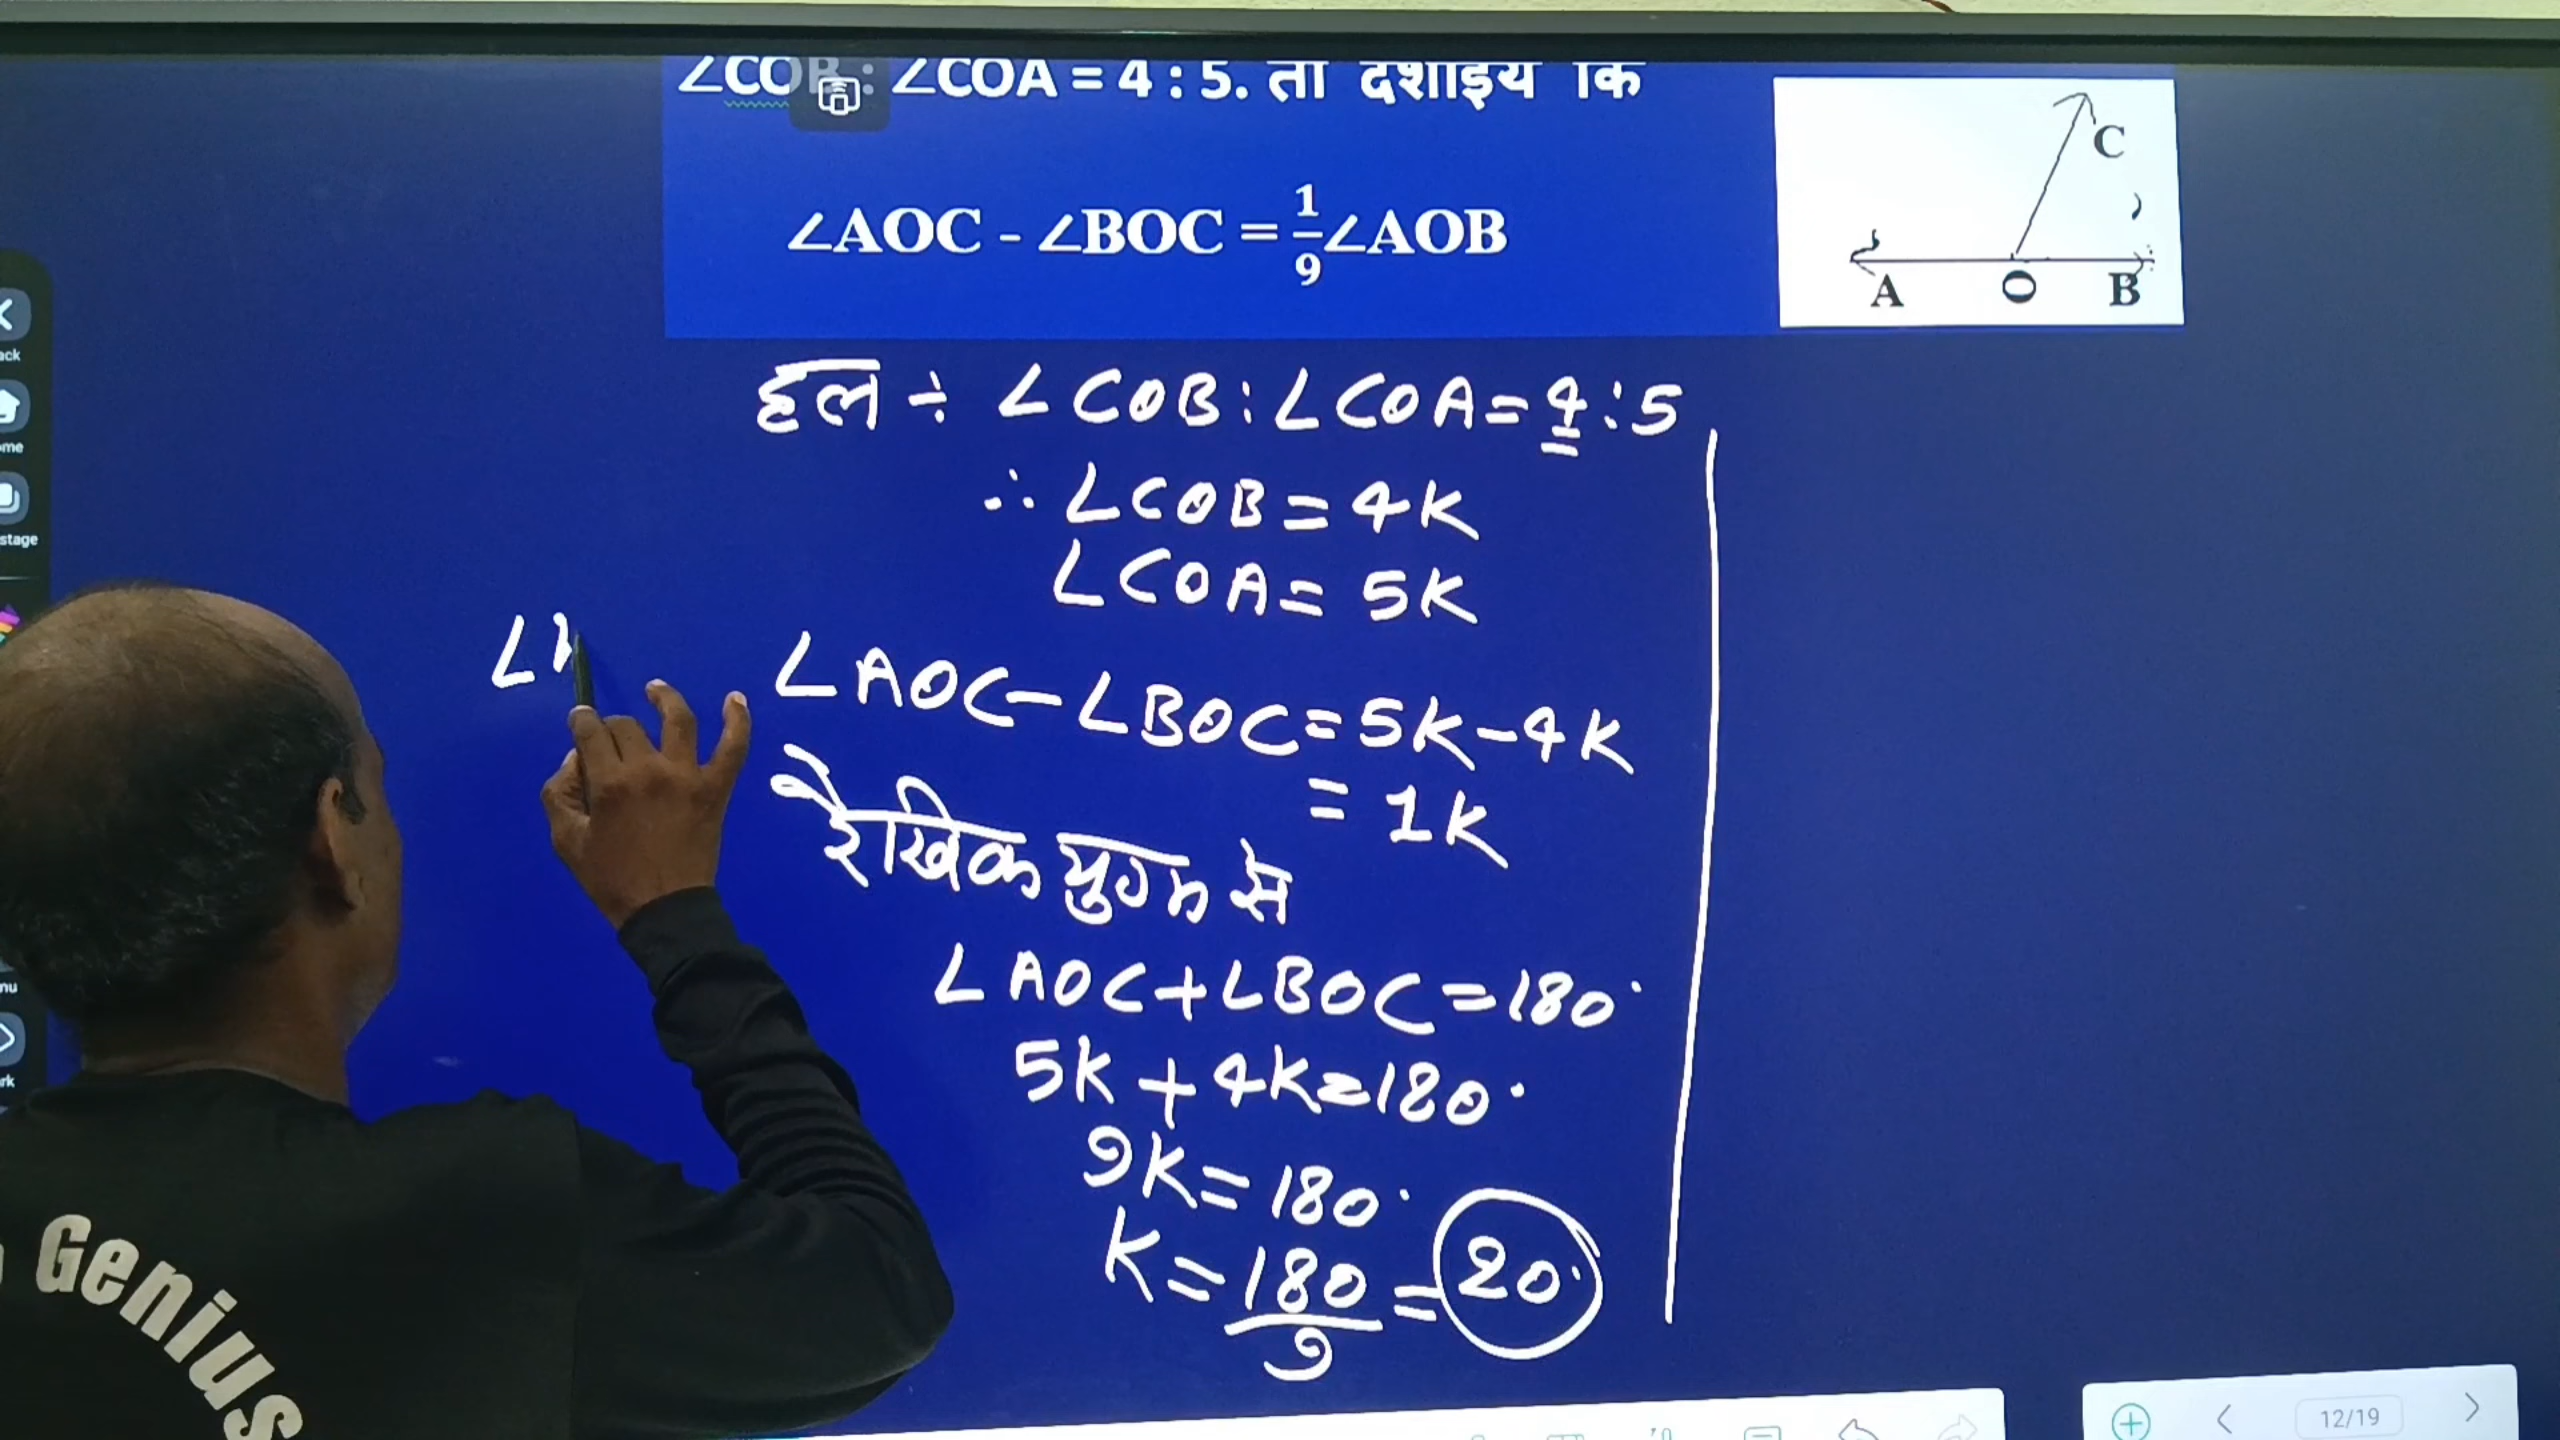 ∠COB : ∠COA = 4 : 5. तो दर्शाइये कि
∠AOC - ∠BOC = 1/9 ∠AOB
C
A O B
हल ÷ ∠COB : ∠COA = 4 : 5
∴ ∠COB = 4K
∠COA = 5K
∠AOC - ∠BOC = 5K - 4K
= 1K
रैखिक युग्म से
∠AOC + ∠BOC = 180°
5K + 4K = 180°
9K = 180°
K = 180/9 = 20°
Genius
12/19